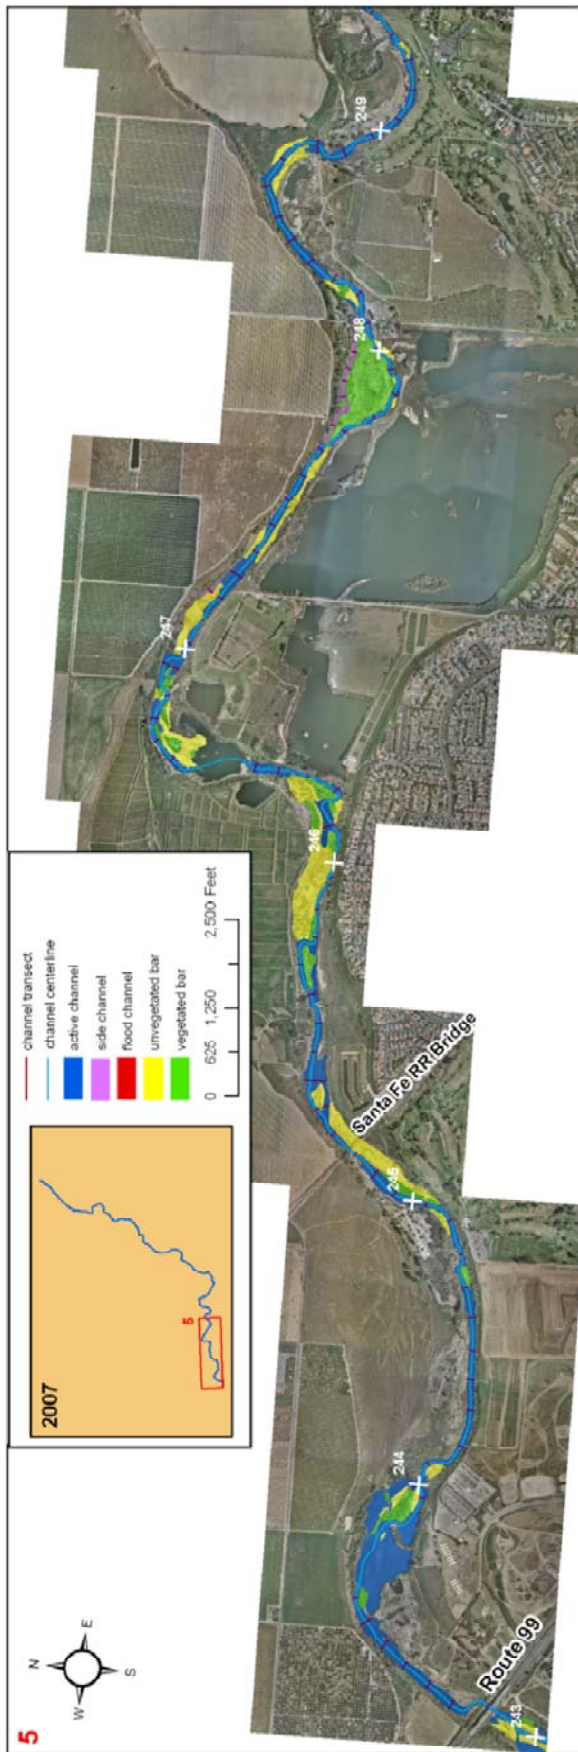 5
N
W
E
S
2007
5
channel transect
channel centerline
active channel
side channel
flood channel
unvegetated bar
vegetated bar
0 625 1,250 2,500 Feet
243
Route 99
244
245
Santa Fe RR Bridge
246
247
248
249